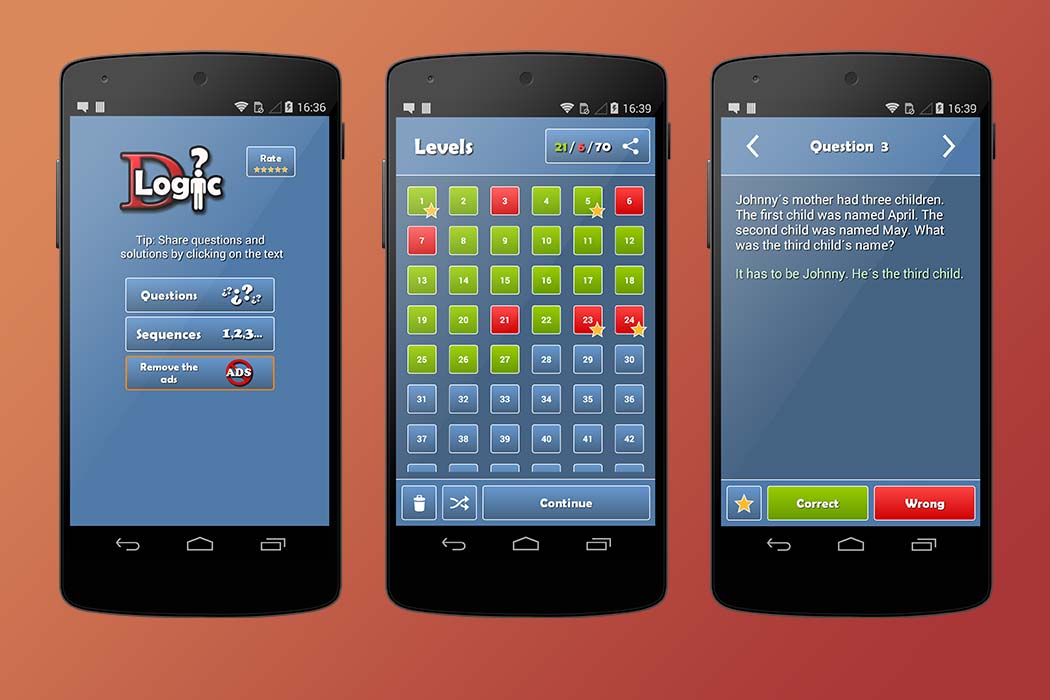 16:36
D
Log?c
Rate
Tip: Share questions and
solutions by clicking on the text
Questions ¿?¿?¿?
Sequences 1,2,3...
Remove the
ads
ADS
16:39
Levels
21/6/70
1 2 3 4 5 6
7 8 9 10 11 12
13 14 15 16 17 18
19 20 21 22 23 24
25 26 27 28 29 30
31 32 33 34 35 36
37 38 39 40 41 42
Continue
16:39
Question 3
Johnny´s mother had three children.
The first child was named April. The
second child was named May. What
was the third child´s name?
It has to be Johnny. He´s the third child.
Correct
Wrong